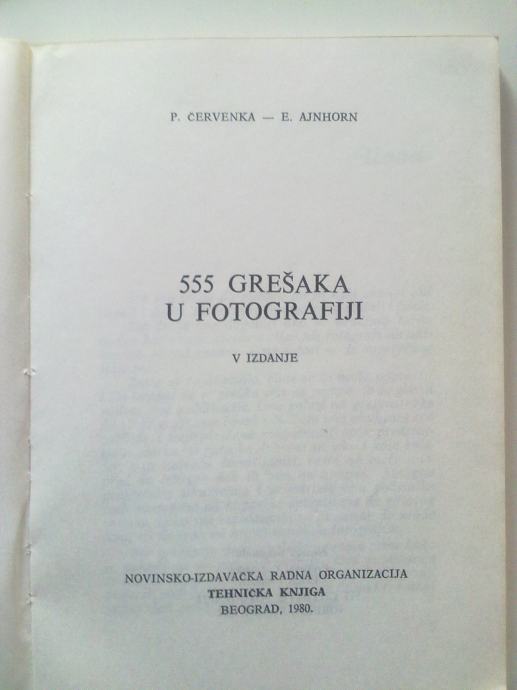 P. ČERVENKA — E. AJNHORN
555 GREŠAKA
U FOTOGRAFIJI
V IZDANJE
NOVINSKO-IZDAVAČKA RADNA ORGANIZACIJA
TEHNIČKA KNJIGA
BEOGRAD, 1980.